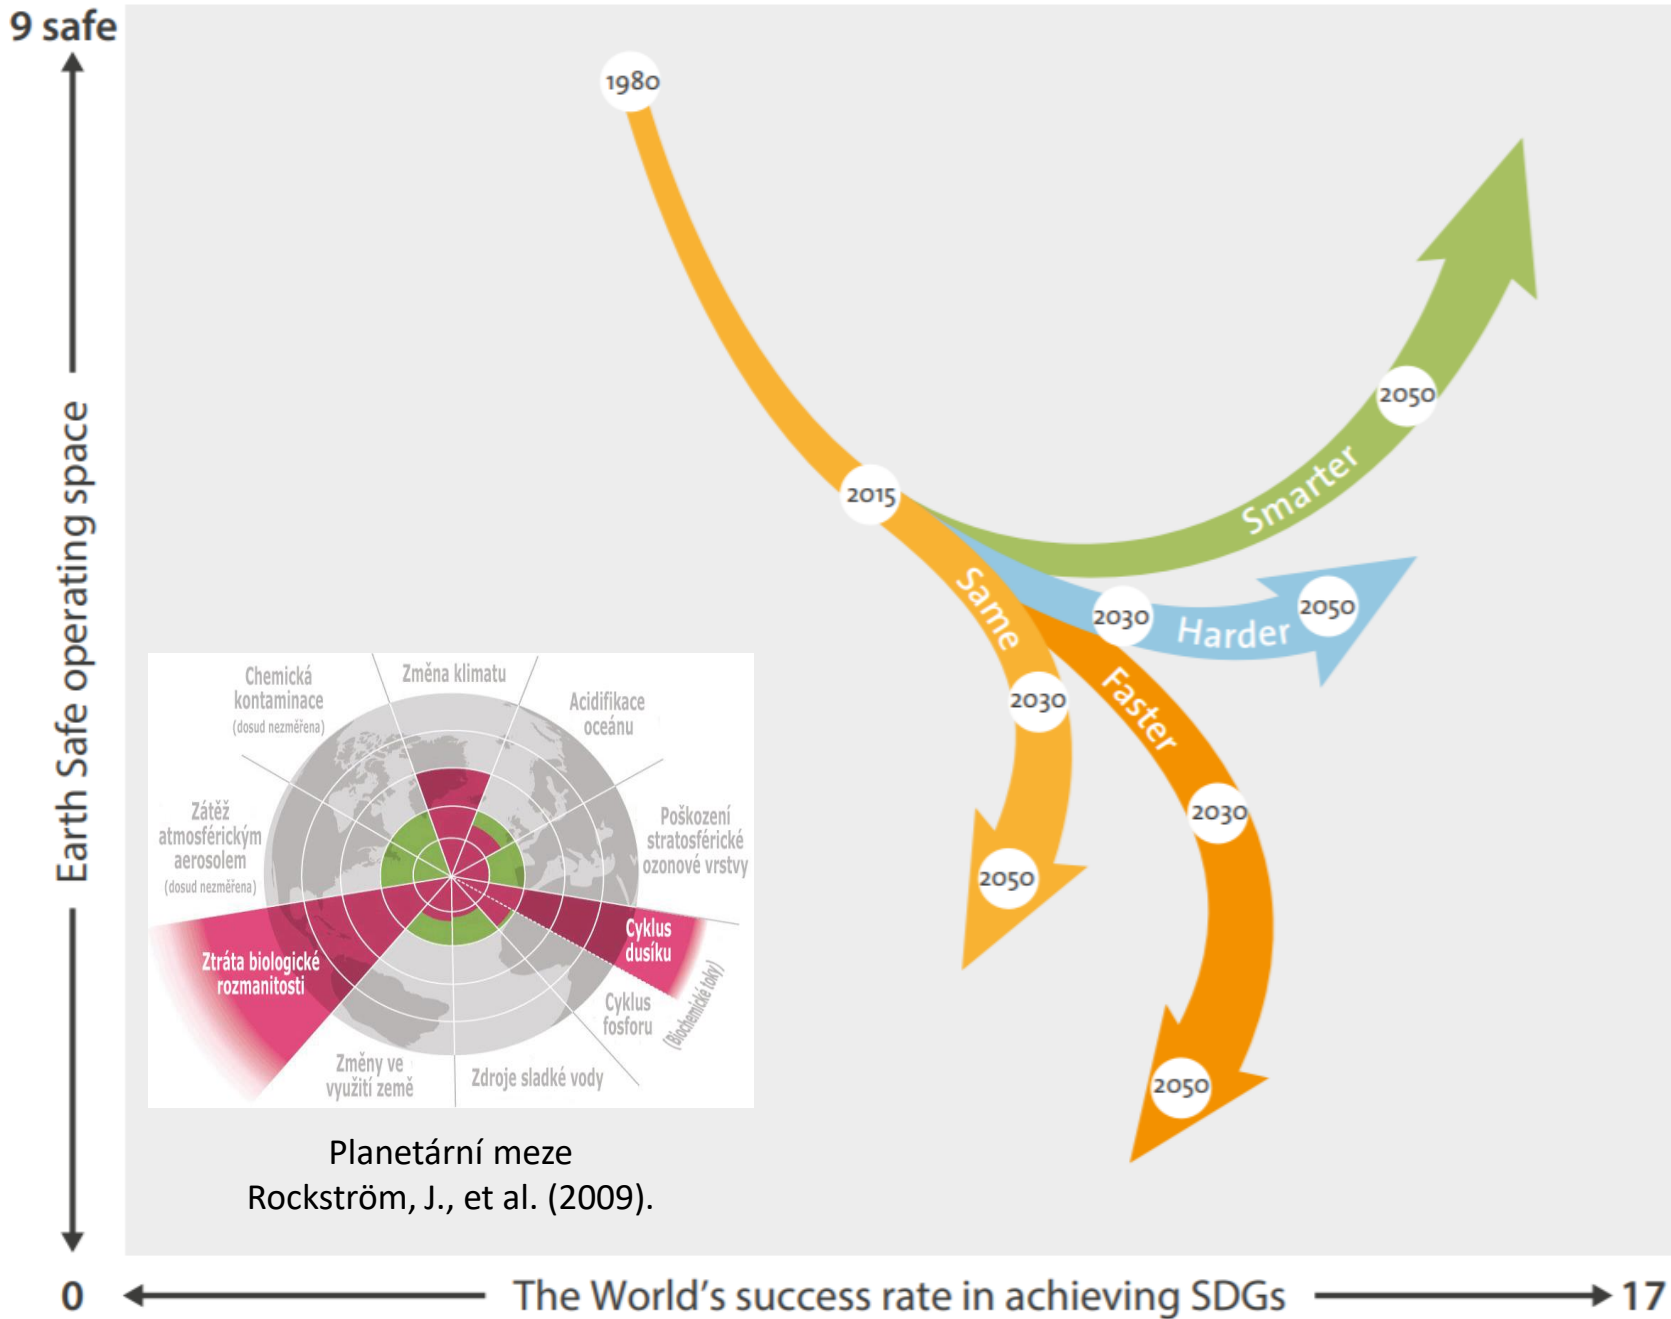 9 safe
Earth Safe operating space
0
The World's success rate in achieving SDGs
17
1980
2015
Same
2030
2050
Faster
2030
2050
2030
Harder
2050
Smarter
2050
Změna klimatu
Acidifikace
oceánu
Poškození
stratosférické
ozonové vrstvy
Cyklus
dusíku
Cyklus
fosforu
(Biochemické toky)
Zdroje sladké vody
Změny ve
využití země
Ztráta biologické
rozmanitosti
Zátěž
atmosférickým
aerosolem
(dosud nezměřena)
Chemická
kontaminace
(dosud nezměřena)
Planetární meze
Rockström, J., et al. (2009).